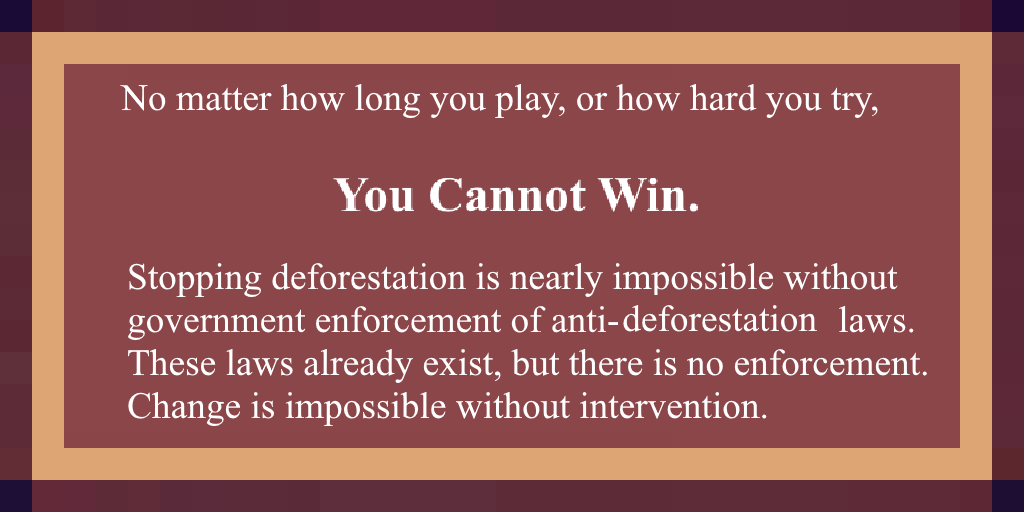 No matter how long you play, or how hard you try,
You Cannot Win.
Stopping deforestation is nearly impossible without
government enforcement of anti-deforestation laws.
These laws already exist, but there is no enforcement.
Change is impossible without intervention.